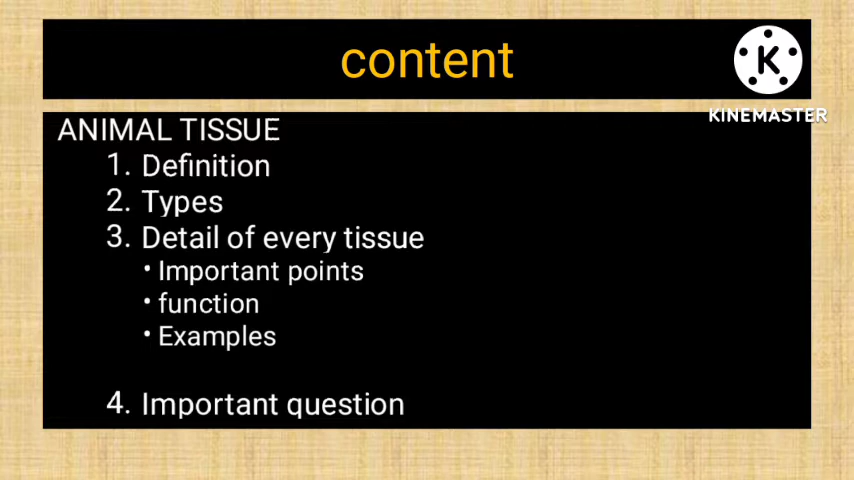 content
K
KINEMASTER
ANIMAL TISSUE
1. Definition
2. Types
3. Detail of every tissue
• Important points
• function
• Examples
4. Important question